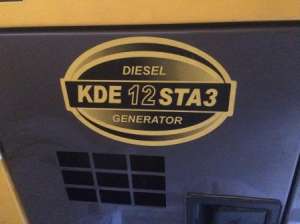 DIESEL
KDE 12 STA3
GENERATOR